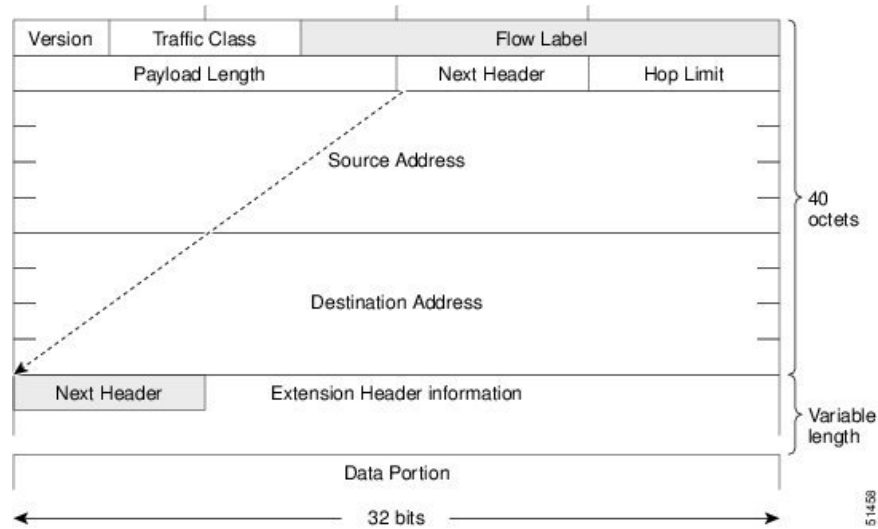 Version Traffic Class Flow Label
Payload Length Next Header Hop Limit
Source Address
40
octets
Destination Address
Next Header Extension Header information
Variable
length
Data Portion
32 bits
51458